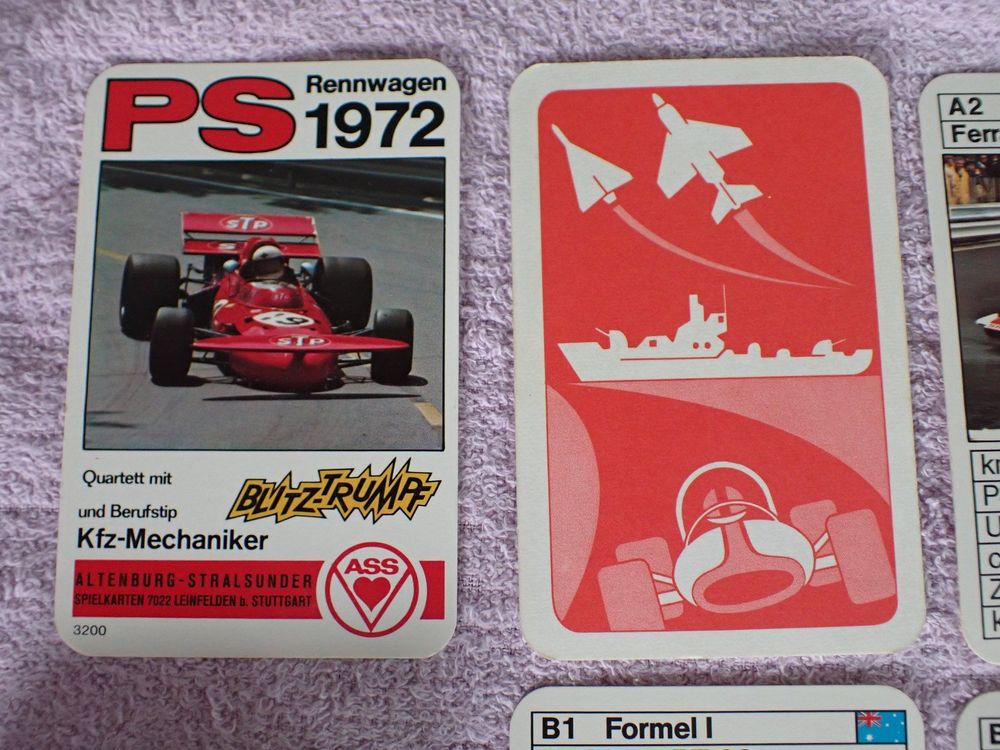 PS Rennwagen
1972
STP
S
STP
STP
Quartett mit
BLITZ-TRUMPF
und Berufstip
Kfz-Mechaniker
ALTENBURG-STRALSUNDER
SPIELKARTEN 7022 LEINFELDEN b. STUTTGART
ASS
3200
A2
B1 Formel I